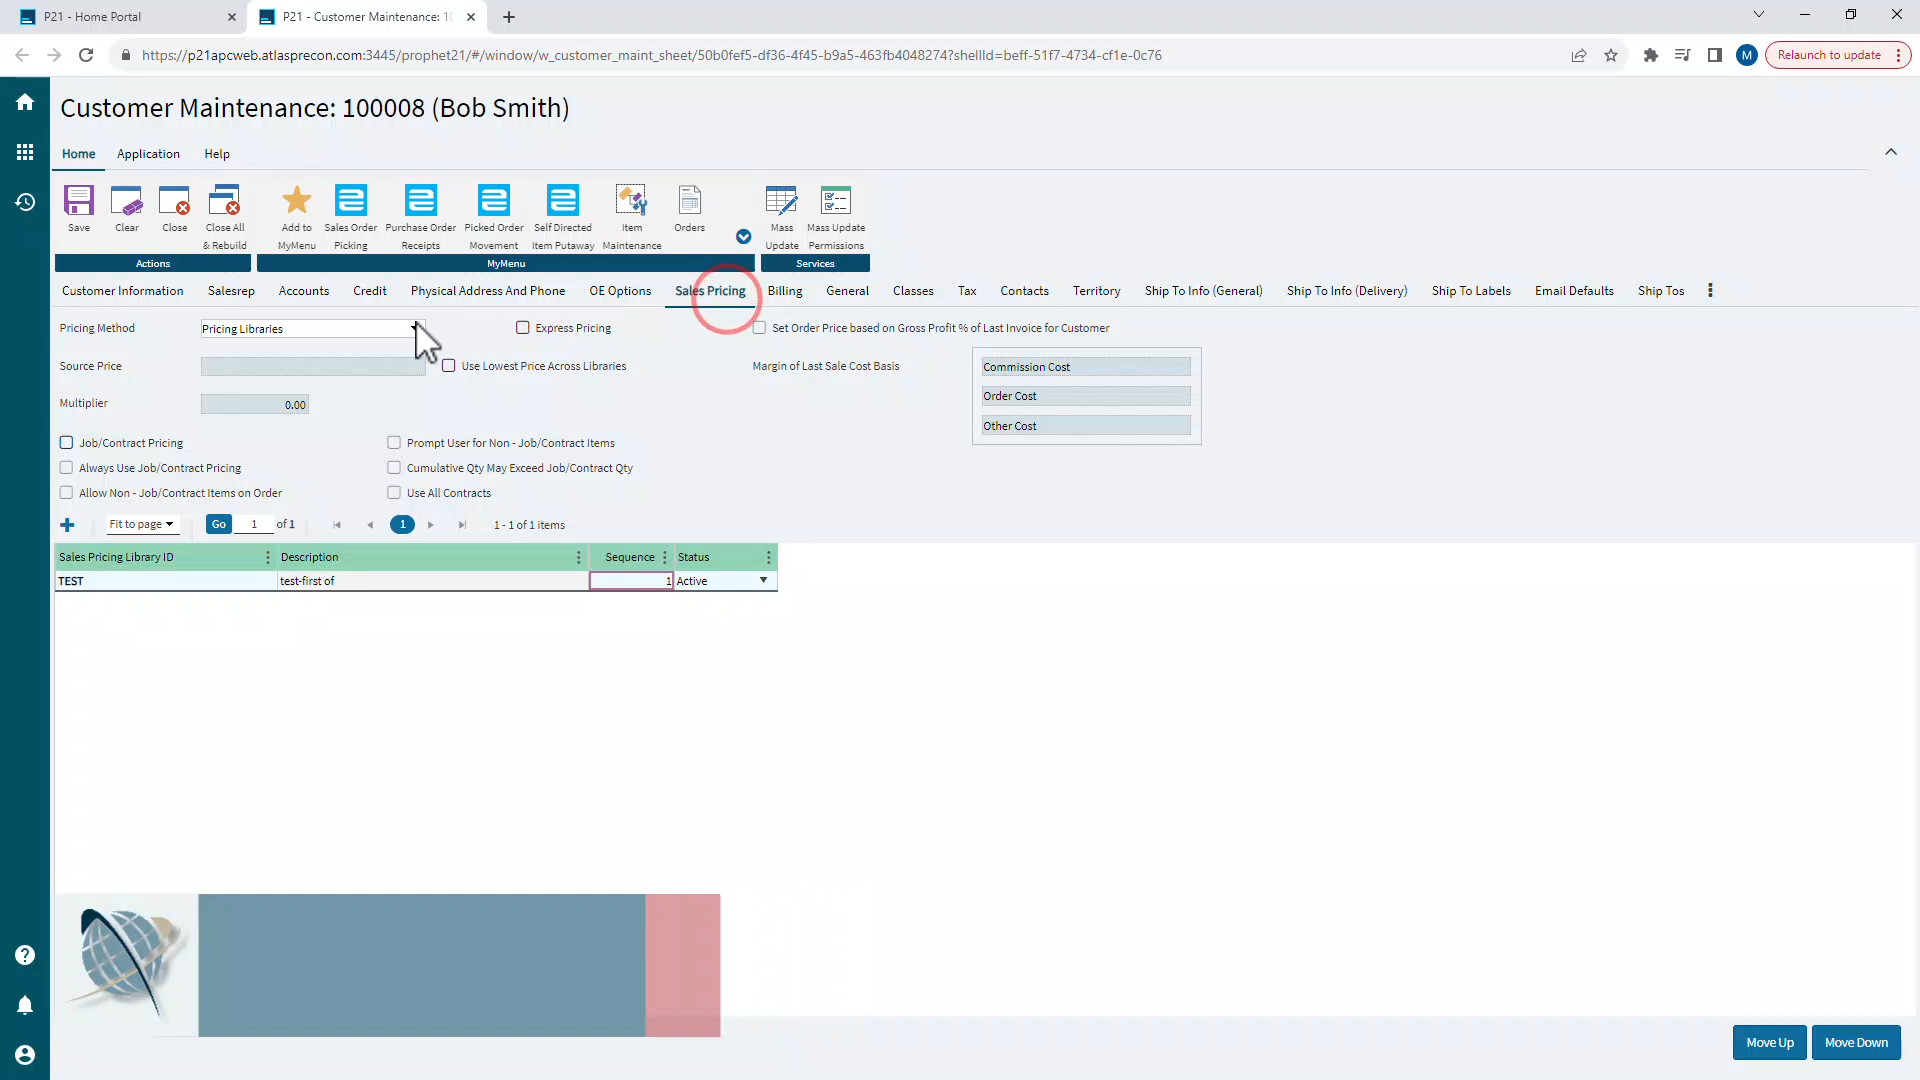 P21 - Home Portal
P21 - Customer Maintenance: 10
https://p21apcweb.atlasprecon.com:3445/prophet21/#/window/w_customer_maint_sheet/50b0fef5-df36-4f45-b9a5-463fb4048274?shellId=beff-51f7-4734-cf1e-0c76
M
Relaunch to update
Customer Maintenance: 100008 (Bob Smith)
Home Application Help
Save Clear Close Close All & Rebuild
Add to MyMenu Sales Order Picking Purchase Order Receipts Picked Order Movement Self Directed Item Putaway Item Maintenance Orders
Mass Update Mass Update Permissions
Actions MyMenu Services
Customer Information Salesrep Accounts Credit Physical Address And Phone OE Options Sales Pricing Billing General Classes Tax Contacts Territory Ship To Info (General) Ship To Info (Delivery) Ship To Labels Email Defaults Ship Tos
Pricing Method Pricing Libraries Express Pricing Set Order Price based on Gross Profit % of Last Invoice for Customer
Source Price Use Lowest Price Across Libraries Margin of Last Sale Cost Basis Commission Cost
Order Cost
Multiplier 0.00
Other Cost
Job/Contract Pricing Prompt User for Non - Job/Contract Items
Always Use Job/Contract Pricing Cumulative Qty May Exceed Job/Contract Qty
Allow Non - Job/Contract Items on Order Use All Contracts
Fit to page Go 1 of 1 1 1 - 1 of 1 items
Sales Pricing Library ID Description Sequence Status
TEST test-first of 1 Active
Move Up Move Down